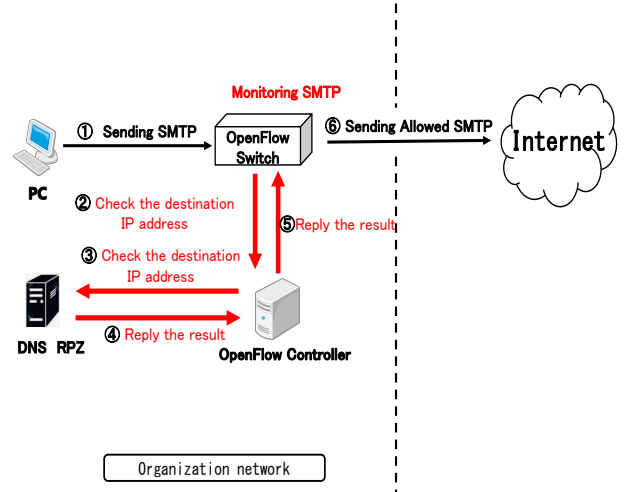 Monitoring SMTP
① Sending SMTP
OpenFlow
Switch
⑥ Sending Allowed SMTP
Internet
PC
② Check the destination
IP address
⑤Reply the result
③ Check the destination
IP address
④ Reply the result
DNS RPZ
OpenFlow Controller
Organization network